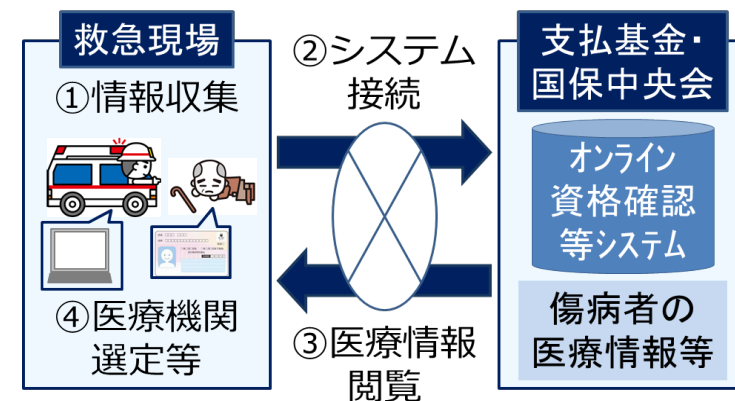 救急現場
①情報収集
④医療機関
選定等
②システム
接続
③医療情報
閲覧
支払基金・
国保中央会
オンライン
資格確認
等システム
傷病者の
医療情報等